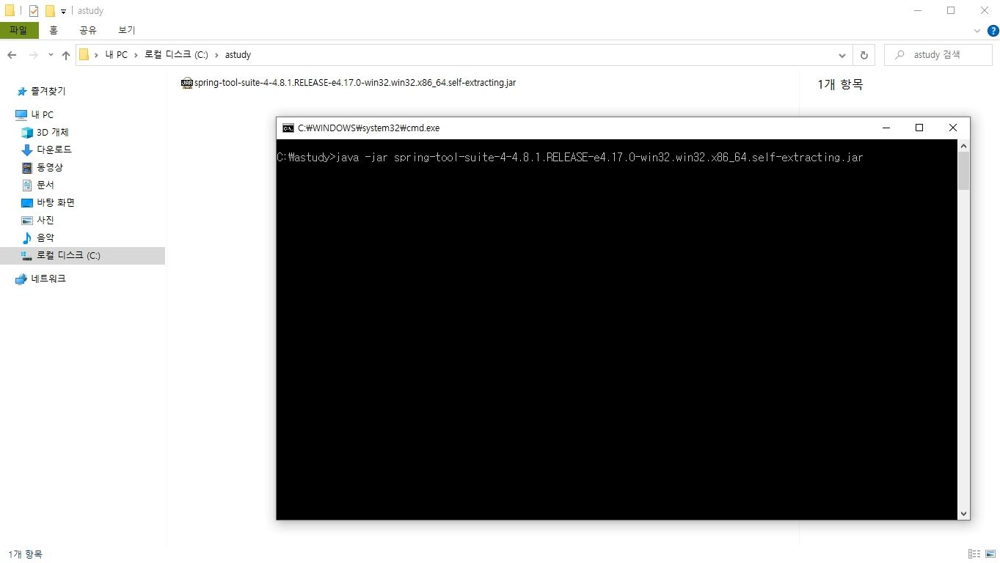 astudy
파일 홈 공유 보기
내 PC 로컬 디스크 (C:) astudy
astudy 검색
즐겨찾기
내 PC
3D 개체
다운로드
동영상
문서
바탕 화면
사진
음악
로컬 디스크 (C:)
네트워크
spring-tool-suite-4-4.8.1.RELEASE-e4.17.0-win32.win32.x86_64.self-extracting.jar
1개 항목
C:₩WINDOWS₩system32₩cmd.exe
C:₩astudy>java -jar spring-tool-suite-4-4.8.1.RELEASE-e4.17.0-win32.win32.x86_64.self-extracting.jar
1개 항목